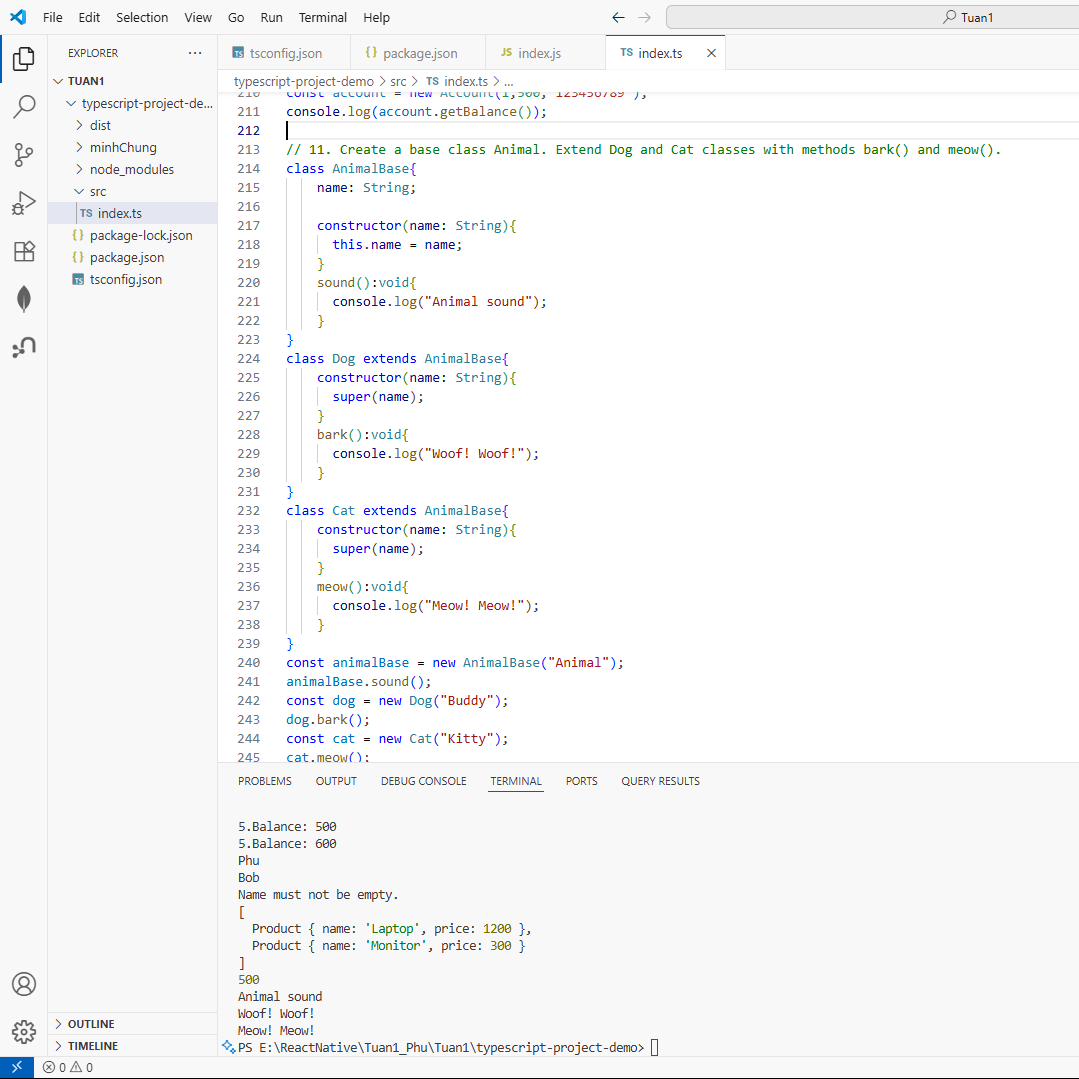 File Edit Selection View Go Run Terminal Help
Tuan1
EXPLORER
TUAN1
typescript-project-de...
dist
minhChung
node_modules
src
TS index.ts
{} package-lock.json
{} package.json
TS tsconfig.json
OUTLINE
TIMELINE
TS tsconfig.json
{} package.json
JS index.js
TS index.ts
typescript-project-demo > src > TS index.ts > ...
210 const account = new Account(1,500,"123456789");
211 console.log(account.getBalance());
212
213 // 11. Create a base class Animal. Extend Dog and Cat classes with methods bark() and meow().
214 class AnimalBase{
215 name: String;
216
217 constructor(name: String){
218 this.name = name;
219 }
220 sound():void{
221 console.log("Animal sound");
222 }
223 }
224 class Dog extends AnimalBase{
225 constructor(name: String){
226 super(name);
227 }
228 bark():void{
229 console.log("Woof! Woof!");
230 }
231 }
232 class Cat extends AnimalBase{
233 constructor(name: String){
234 super(name);
235 }
236 meow():void{
237 console.log("Meow! Meow!");
238 }
239 }
240 const animalBase = new AnimalBase("Animal");
241 animalBase.sound();
242 const dog = new Dog("Buddy");
243 dog.bark();
244 const cat = new Cat("Kitty");
245 cat.meow();
PROBLEMS OUTPUT DEBUG CONSOLE TERMINAL PORTS QUERY RESULTS
5.Balance: 500
5.Balance: 600
Phu
Bob
Name must not be empty.
[
Product { name: 'Laptop', price: 1200 },
Product { name: 'Monitor', price: 300 }
]
500
Animal sound
Woof! Woof!
Meow! Meow!
PS E:\ReactNative\Tuan1_Phu\Tuan1\typescript-project-demo>
0 0